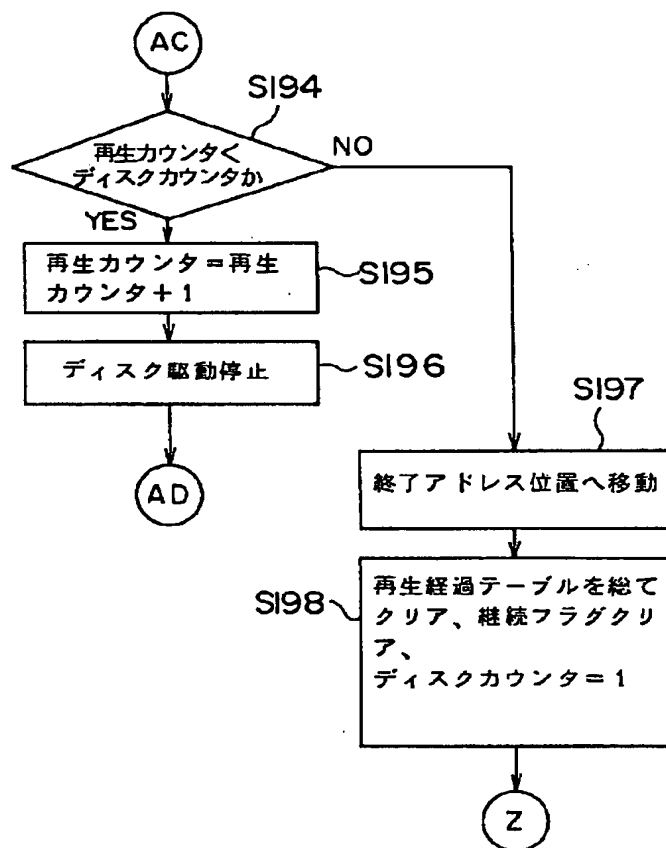 AC
S194
再生カウンタ<
ディスクカウンタか
NO
YES
再生カウンタ=再生
カウンタ+1
S195
ディスク駆動停止
S196
AD
S197
終了アドレス位置へ移動
S198
再生経過テーブルを総て
クリア、継続フラダクリ
ア、
ディスクカウンタ=1
Z